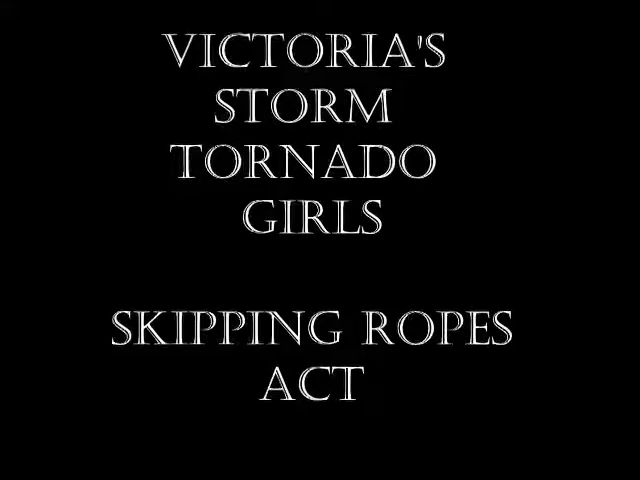 VICTORIA'S
STORM
TORNADO
GIRLS
SKIPPING ROPES
ACT